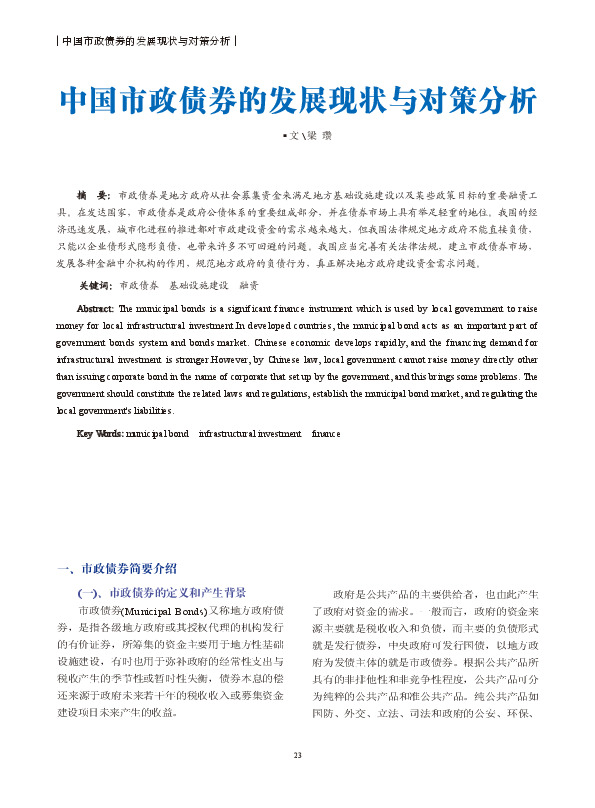 中国市政债券的发展现状与对策分析
中国市政债券的发展现状与对策分析
文\梁 瓒
摘 要：市政债券是地方政府从社会募集资金来满足地方基础设施建设以及某些政策目标的重要融资工
具。在发达国家，市政债券是政府公债体系的重要组成部分，并在债券市场上具有举足轻重的地位。我国的经
济迅速发展，城市化进程的推进都对市政建设资金的需求越来越大，但我国法律规定地方政府不能直接负债，
只能以企业债形式隐形负债，也带来许多不可回避的问题。我国应当完善有关法律法规，建立市政债券市场，
发展各种金融中介机构的作用，规范地方政府的负债行为，真正解决地方政府建设资金需求问题。
关键词：市政债券 基础设施建设 融资
Abstract: The municipal bonds is a significant finance instrument which is used by local government to raise
money for local infrastructural investment.In developed countries, the municipal bond acts as an important part of
government bonds system and bonds market. Chinese economic develops rapidly, and the financing demand for
infrastructural investment is stronger.However, by Chinese law, local government cannot raise money directly other
than issuing corporate bond in the name of corporate that set up by the government, and this brings some problems. The
government should constitute the related laws and regulations, establish the municipal bond market, and regulating the
local government's liabilities.
Key Words: municipal bond infrastructural investment finance
一、市政债券简要介绍
(一)、市政债券的定义和产生背景
市政债券(Municipal Bonds)又称地方政府债
券，是指各级地方政府或其授权代理的机构发行
的有价证券，所筹集的资金主要用于地方性基础
设施建设，有时也用于弥补政府的经常性支出与
税收产生的季节性或暂时性失衡，债券本息的偿
还来源于政府未来若干年的税收收入或募集资金
建设项目未来产生的收益。
政府是公共产品的主要供给者，也由此产生
了政府对资金的需求。一般而言，政府的资金来
源主要就是税收收入和负债，而主要的负债形式
就是发行债券，中央政府可发行国债，以地方政
府为发债主体的就是市政债券。根据公共产品所
具有的非排他性和非竞争性程度，公共产品可分
为纯粹的公共产品和准公共产品。纯公共产品如
国防、外交、立法、司法和政府的公安、环保、
23